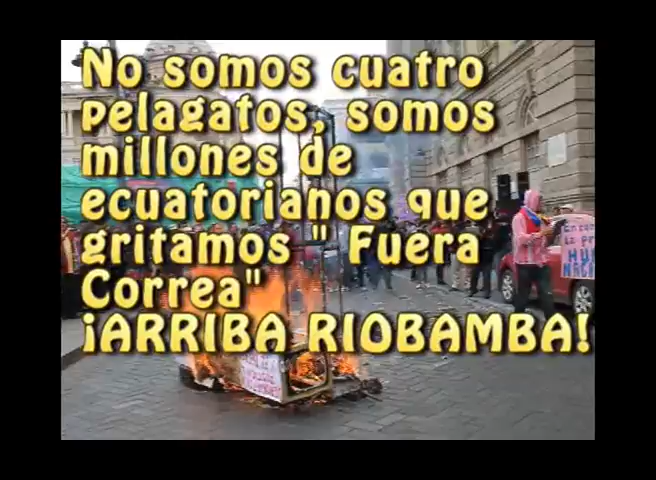 No somos cuatro
pelagatos, somos
millones de
ecuatorianos que
gritamos " Fuera
Correa"
¡ARRIBA RIOBAMBA!